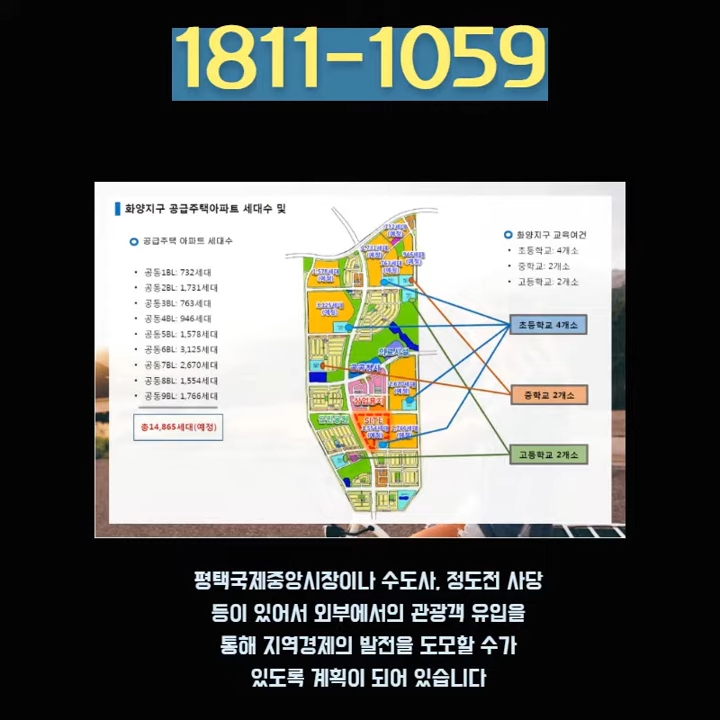 1811-1059
화양지구 공급주택아파트 세대수 및
공급주택 아파트 세대수
• 공동1BL: 732세대
• 공동2BL: 1,731세대
• 공동3BL: 763세대
• 공동4BL: 946세대
• 공동5BL: 1,578세대
• 공동6BL: 3,125세대
• 공동7BL: 2,670세대
• 공동8BL: 1,554세대
• 공동9BL: 1,766세대
총14,865세대(예정)
화양지구 교육여건
• 초등학교: 4개소
• 중학교: 2개소
• 고등학교: 2개소
초등학교 4개소
중학교 2개소
고등학교 2개소
평택국제중앙시장이나 수도사, 정도전 사당
등이 있어서 외부에서의 관광객 유입을
통해 지역경제의 발전을 도모할 수가
있도록 계획이 되어 있습니다